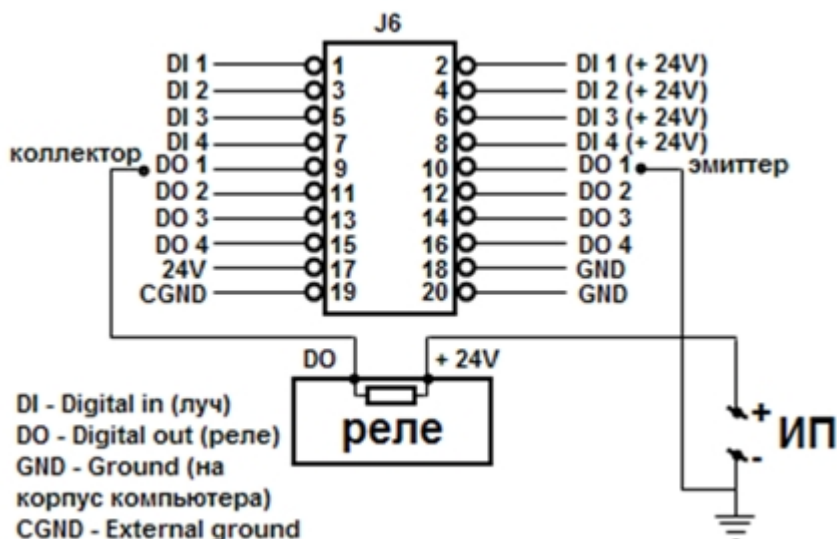 J6
DI 1 1 2 DI 1 (+ 24V)
DI 2 3 4 DI 2 (+ 24V)
DI 3 5 6 DI 3 (+ 24V)
DI 4 7 8 DI 4 (+ 24V)
коллектор DO 1 9 10 DO 1 эмиттер
DO 2 11 12 DO 2
DO 3 13 14 DO 3
DO 4 15 16 DO 4
24V 17 18 GND
CGND 19 20 GND
DO + 24V
реле
+ ИП
-
DI - Digital in (луч)
DO - Digital out (реле)
GND - Ground (на
корпус компьютера)
CGND - External ground